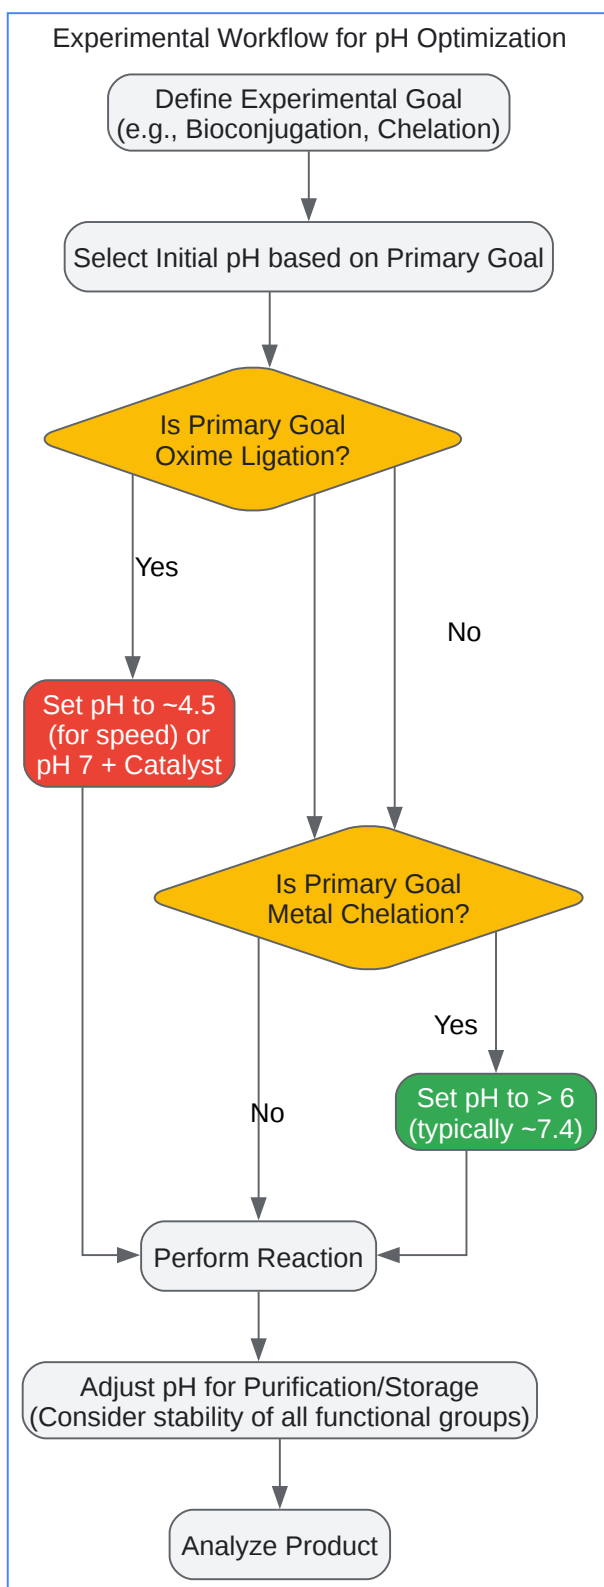 Experimental Workflow for pH Optimization
Define Experimental Goal
(e.g., Bioconjugation, Chelation)
Select Initial pH based on Primary Goal
Is Primary Goal
Oxime Ligation?
Yes
No
Set pH to ~4.5
(for speed) or
pH 7 + Catalyst
Is Primary Goal
Metal Chelation?
Yes
No
Set pH to > 6
(typically ~7.4)
Perform Reaction
Adjust pH for Purification/Storage
(Consider stability of all functional groups)
Analyze Product